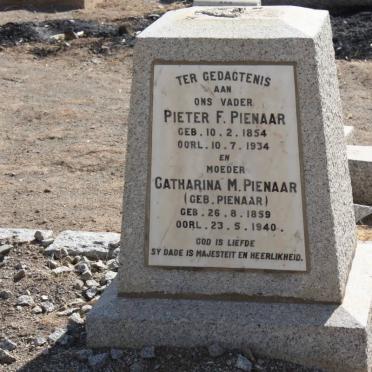 TER GEDAGTENIS
AAN
ONS VADER
PIETER F. PIENAAR
GEB. 10. 2. 1854
OORL. 10. 7. 1934
EN
MOEDER
CATHARINA M. PIENAAR
(GEB. PIENAAR)
GEB. 26. 8. 1859
OORL. 23. 5. 1940.
GOD IS LIEFDE
SY DADE IS MAJESTEIT EN HEERLIKHEID.